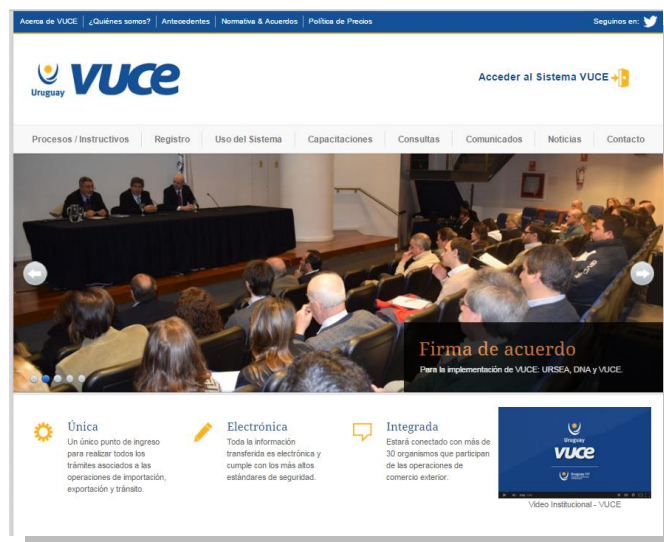 Acerca de VUCE ¿Quiénes somos? Antecedentes Normativa & Acuerdos Política de Precios Seguinos en:
Uruguay VUCE
Acceder al Sistema VUCE
Procesos / Instructivos Registro Uso del Sistema Capacitaciones Consultas Comunicados Noticias Contacto
Firma de acuerdo
Para la implementación de VUCE: URSEA, DNA y VUCE.
Única
Un único punto de ingreso
para realizar todos los
trámites asociados a las
operaciones de importación,
exportación y tránsito.
Electrónica
Toda la información
transferida es electrónica y
cumple con los más altos
estándares de seguridad.
Integrada
Estará conectado con más de
30 organismos que participan
de las operaciones de
comercio exterior.
Uruguay
VUCE
Video Institucional - VUCE